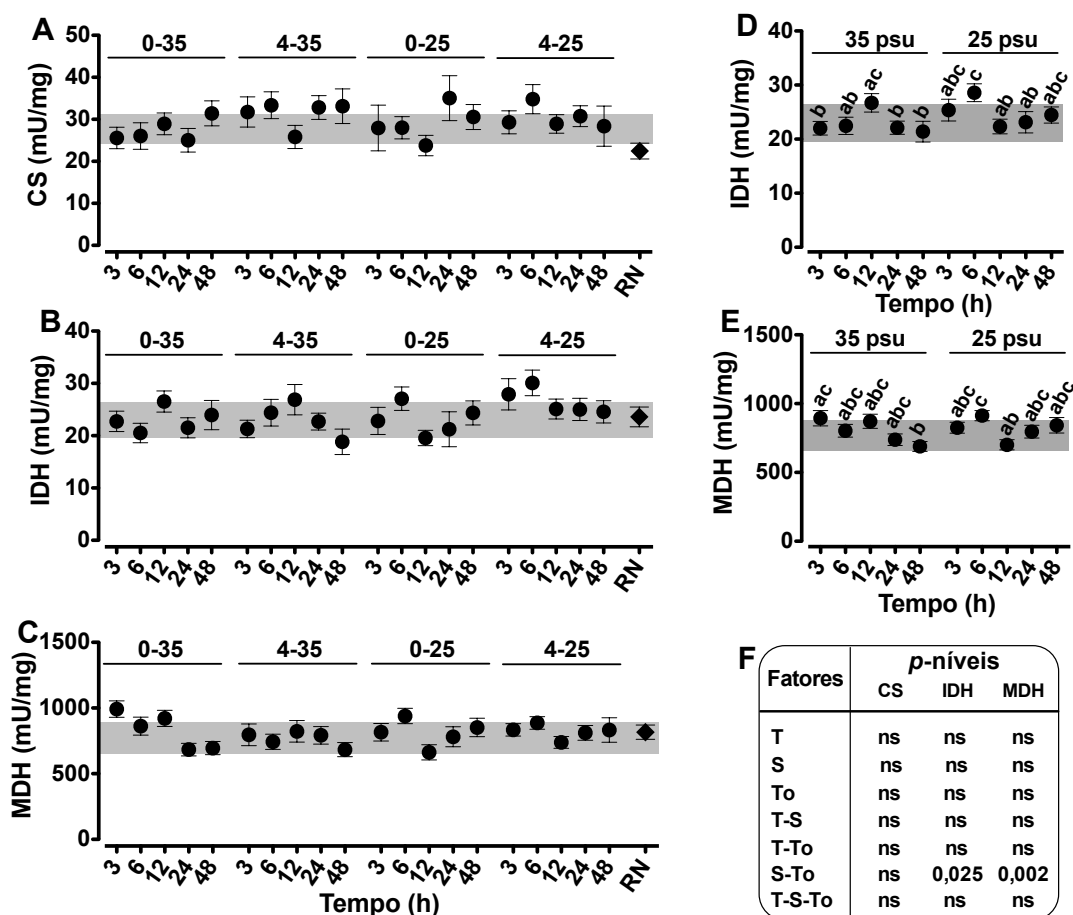 A
0-35 4-35 0-25 4-25
CS (mU/mg)
50
40
30
20
10
0
3 6 12 24 48 3 6 12 24 48 3 6 12 24 48 3 6 12 24 48 RN
B
0-35 4-35 0-25 4-25
IDH (mU/mg)
40
30
20
10
0
3 6 12 24 48 3 6 12 24 48 3 6 12 24 48 3 6 12 24 48 RN
C
0-35 4-35 0-25 4-25
MDH (mU/mg)
1500
1000
500
0
3 6 12 24 48 3 6 12 24 48 3 6 12 24 48 3 6 12 24 48 RN
Tempo (h)
D
35 psu 25 psu
IDH (mU/mg)
40
30
20
10
0
b ab ac b b abc c ab ab abc
3 6 12 24 48 3 6 12 24 48
Tempo (h)
E
35 psu 25 psu
MDH (mU/mg)
1500
1000
500
0
ac abc abc abc b abc c ab abc abc
3 6 12 24 48 3 6 12 24 48
Tempo (h)
F
Fatores p-níveis
CS IDH MDH
T ns ns ns
S ns ns ns
To ns ns ns
T-S ns ns ns
T-To ns ns ns
S-To ns 0,025 0,002
T-S-To ns ns ns